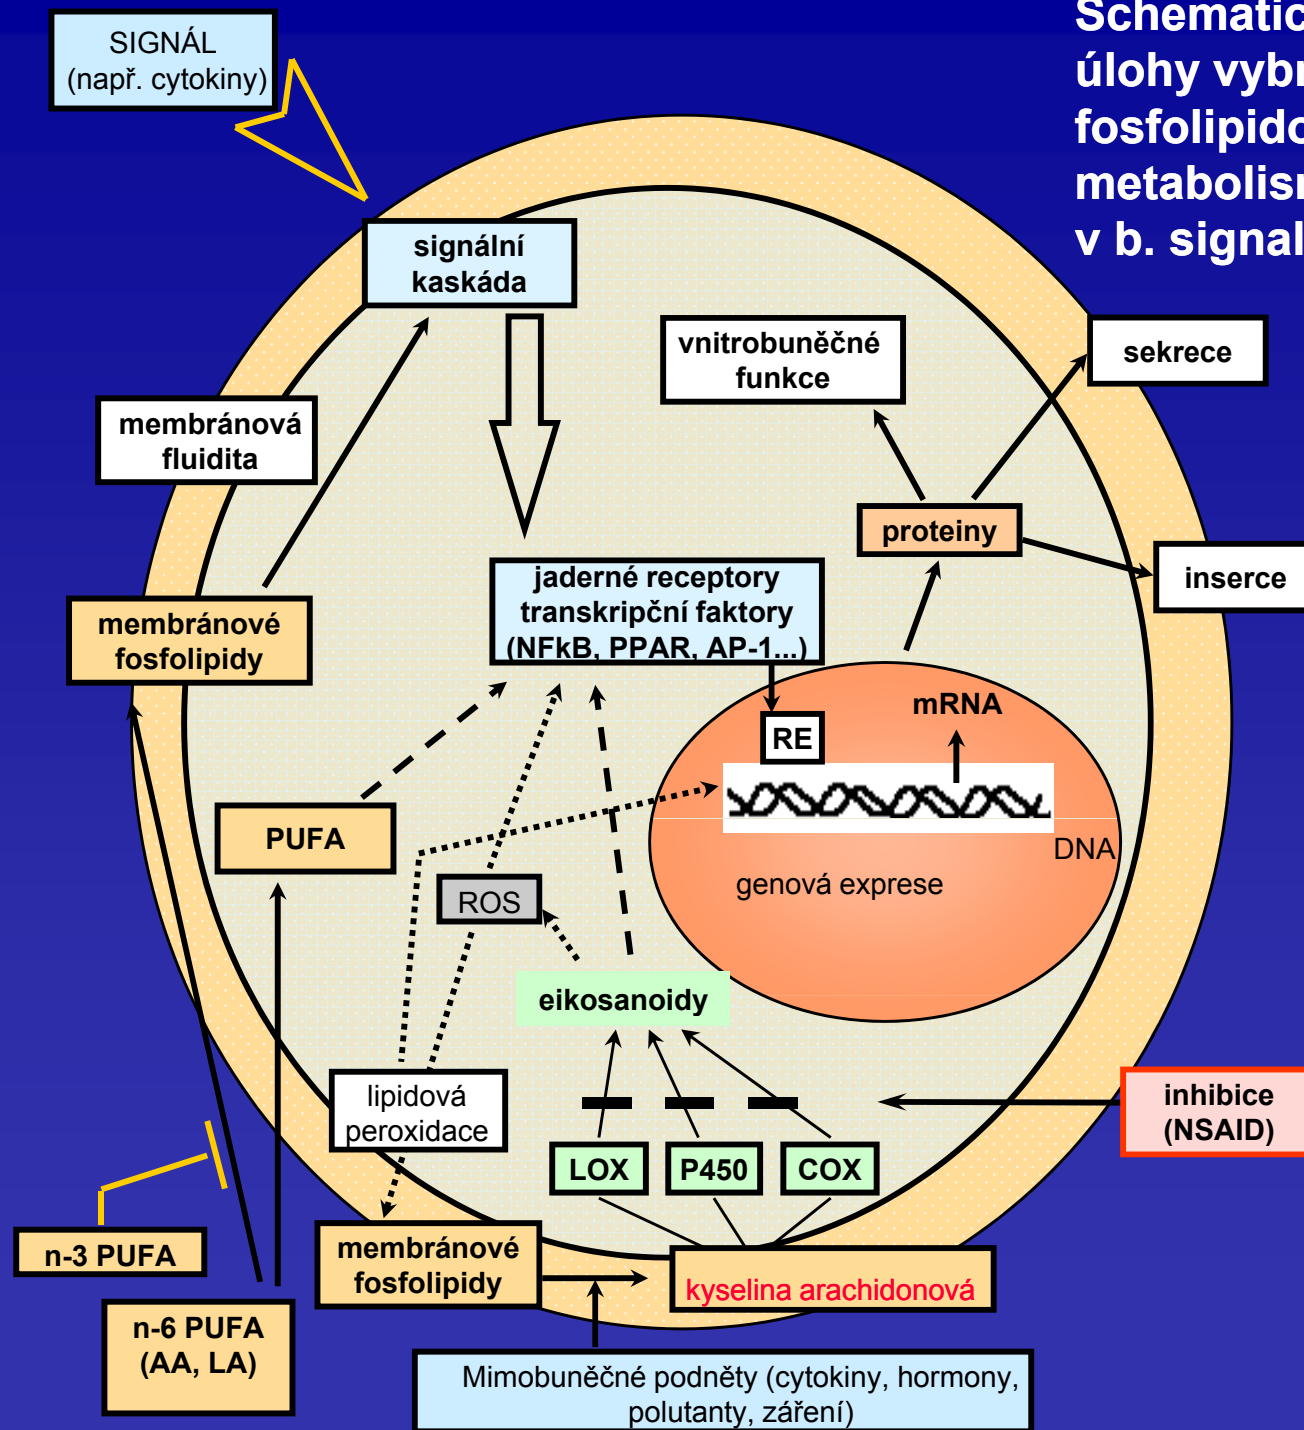 Schematic
úlohy vybr
fosfolipido
metabolis
v b. signal
SIGNÁL
(např. cytokiny)
signální
kaskáda
vnitrobuněčné
funkce
sekrece
membránová
fluidita
proteiny
inserce
jaderné receptory
transkripční faktory
(NFkB, PPAR, AP-1...)
membránové
fosfolipidy
mRNA
RE
PUFA
DNA
genová exprese
ROS
eikosanoidy
lipidová
peroxidace
inhibice
(NSAID)
LOX
P450
COX
n-3 PUFA
membránové
fosfolipidy
kyselina arachidonová
n-6 PUFA
(AA, LA)
Mimobuněčné podněty (cytokiny, hormony,
polutanty, záření)